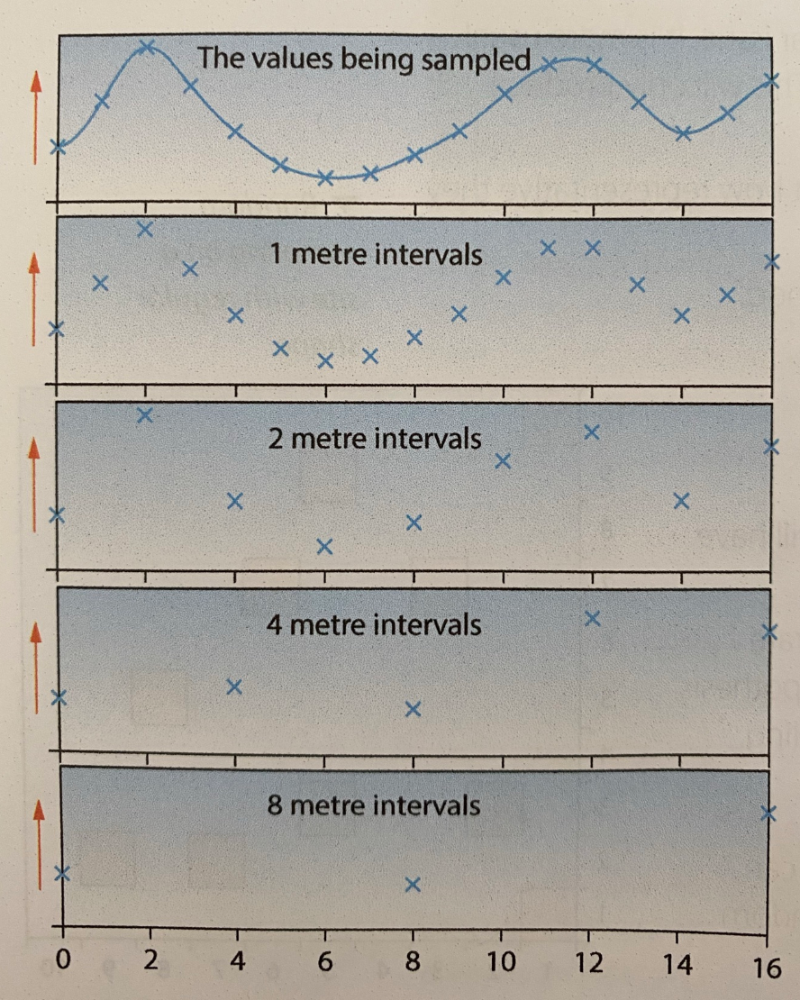 The values being sampled
1 metre intervals
2 metre intervals
4 metre intervals
8 metre intervals
0 2 4 6 8 10 12 14 16